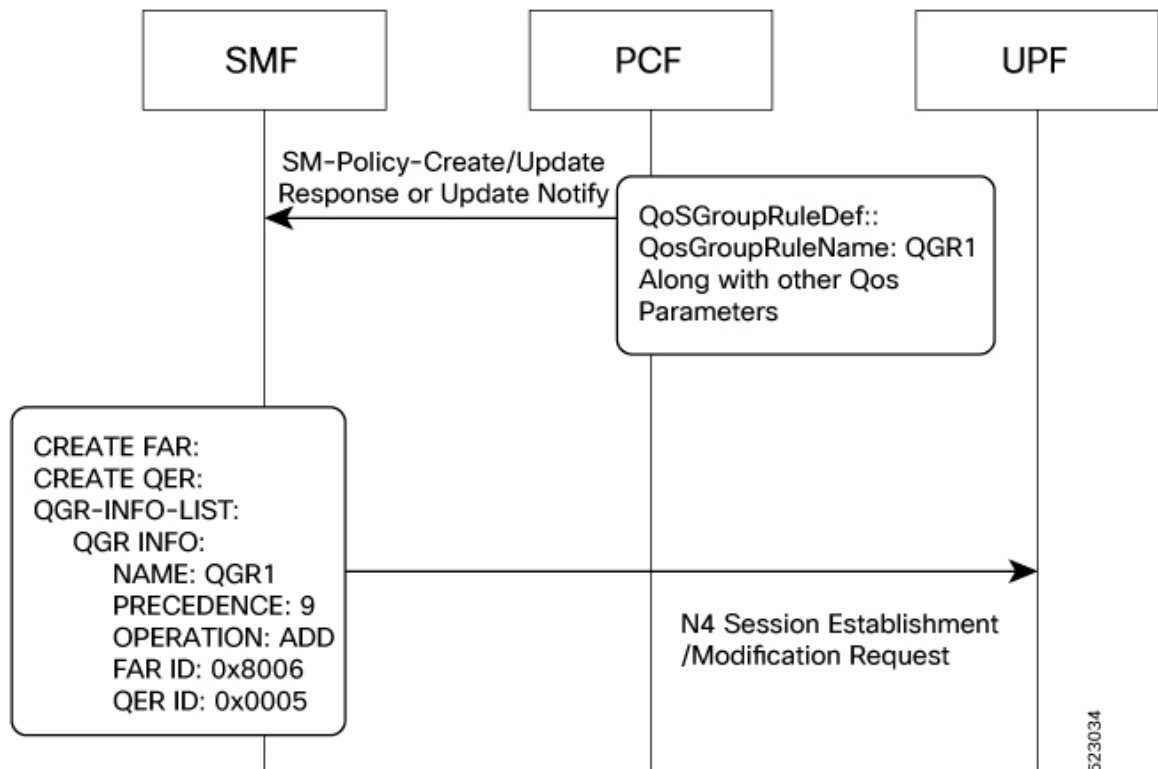 SMF
PCF
UPF
SM-Policy-Create/Update
Response or Update Notify
QoSGroupRuleDef::
QosGroupRuleName: QGR1
Along with other Qos
Parameters
CREATE FAR:
CREATE QER:
QGR-INFO-LIST:
QGR INFO:
NAME: QGR1
PRECEDENCE: 9
OPERATION: ADD
FAR ID: 0x8006
QER ID: 0x0005
N4 Session Establishment
/Modification Request
523034